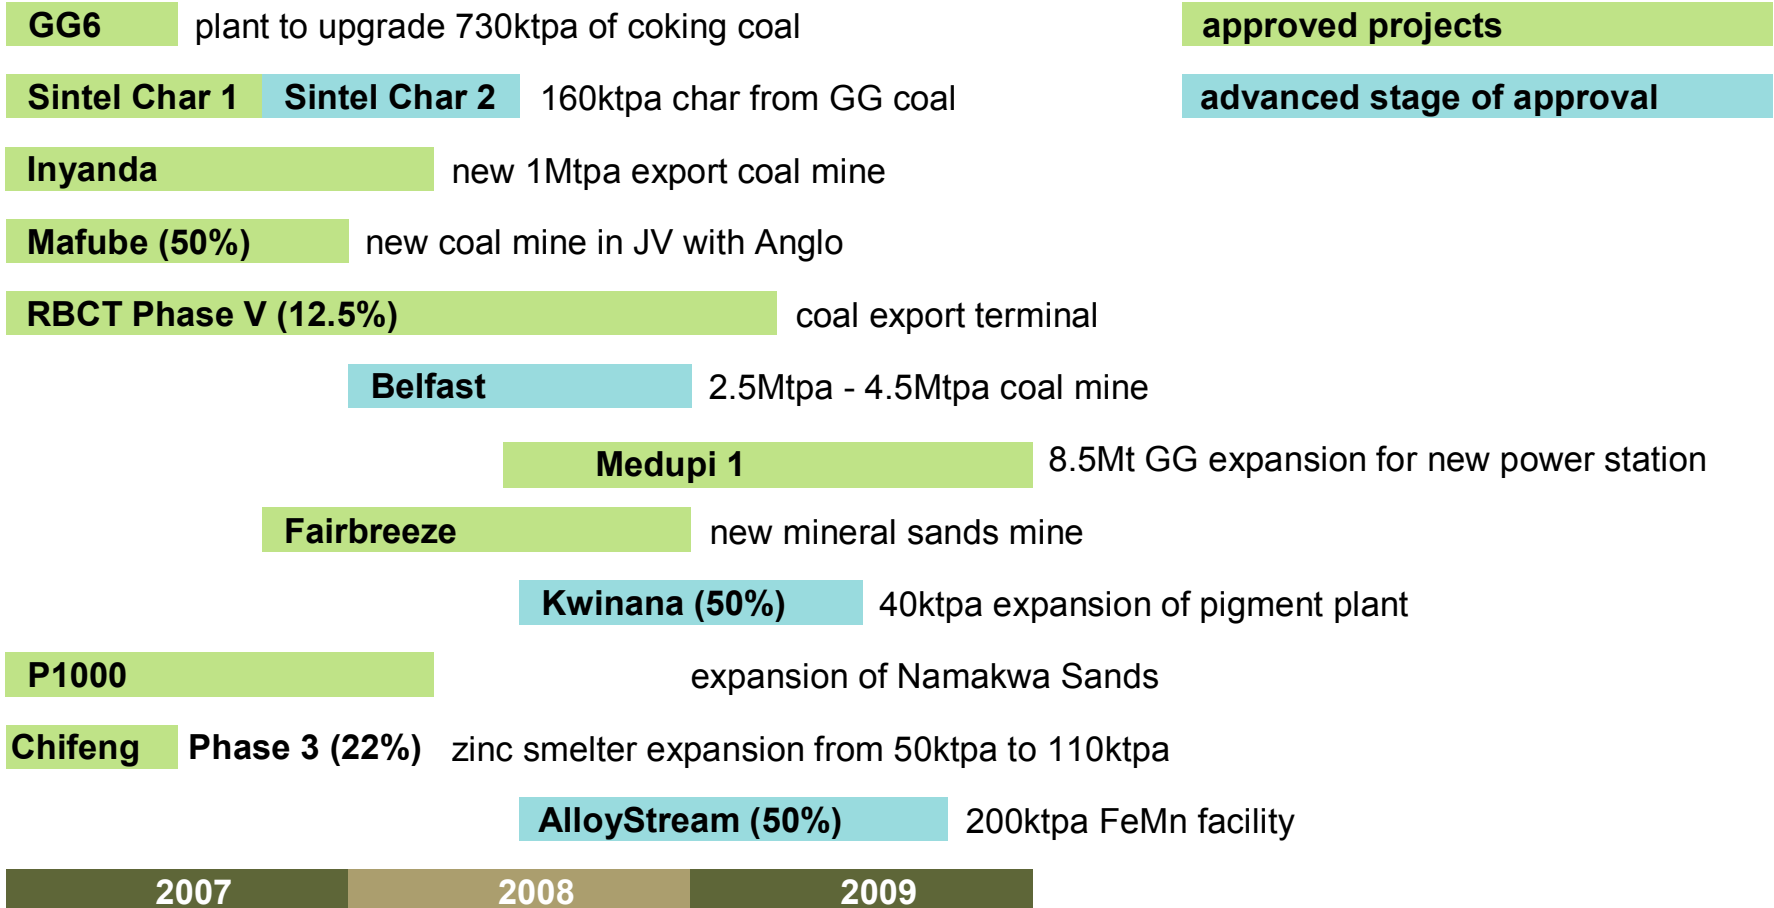 GG6 plant to upgrade 730ktpa of coking coal approved projects
Sintel Char 1 Sintel Char 2 160ktpa char from GG coal advanced stage of approval
Inyanda new 1Mtpa export coal mine
Mafube (50%) new coal mine in JV with Anglo
RBCT Phase V (12.5%) coal export terminal
Belfast 2.5Mtpa - 4.5Mtpa coal mine
Medupi 1 8.5Mt GG expansion for new power station
Fairbreeze new mineral sands mine
Kwinana (50%) 40ktpa expansion of pigment plant
P1000 expansion of Namakwa Sands
Chifeng Phase 3 (22%) zinc smelter expansion from 50ktpa to 110ktpa
AlloyStream (50%) 200ktpa FeMn facility
2007 2008 2009